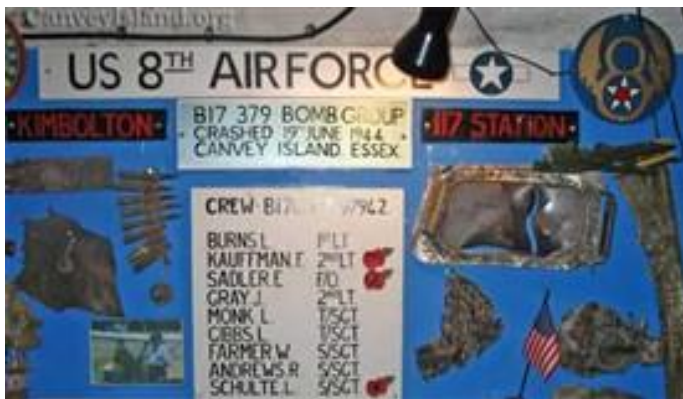 CanveyIsland.org
US 8TH AIRFORCE
KIMBOLTON
B17 379 BOMB GROUP
CRASHED 19TH JUNE 1944
CANVEY ISLAND ESSEX
117 STATION
CREW B17
7942
BURNS L. 1ST LT
KAUFFMAN.F. 2ND LT
SADLER.E F/O.
GRAY J. 2ND LT
MONK L. T/SGT
GIBBS L. T/SGT
FARMER W. S/SGT
ANDREWS.R S/SGT
SCHULTE.L. S/SGT